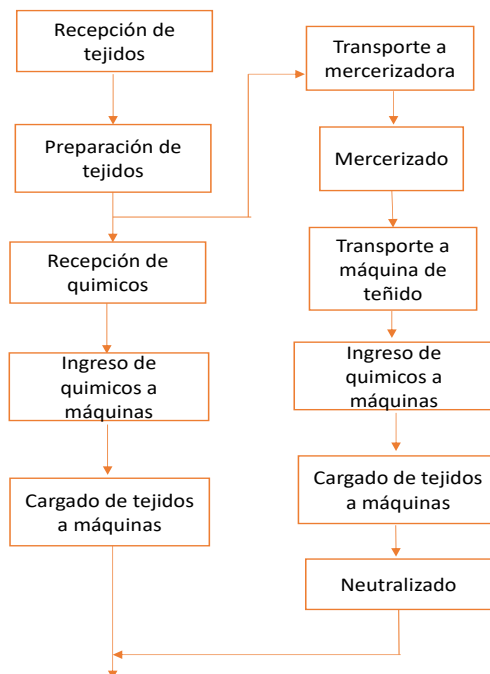 Recepción de
tejidos
Preparación de
tejidos
Recepción de
quimicos
Ingreso de
quimicos a
máquinas
Cargado de tejidos
a máquinas
Transporte a
mercerizadora
Mercerizado
Transporte a
máquina de
teñido
Ingreso de
quimicos a
máquinas
Cargado de tejidos
a máquinas
Neutralizado